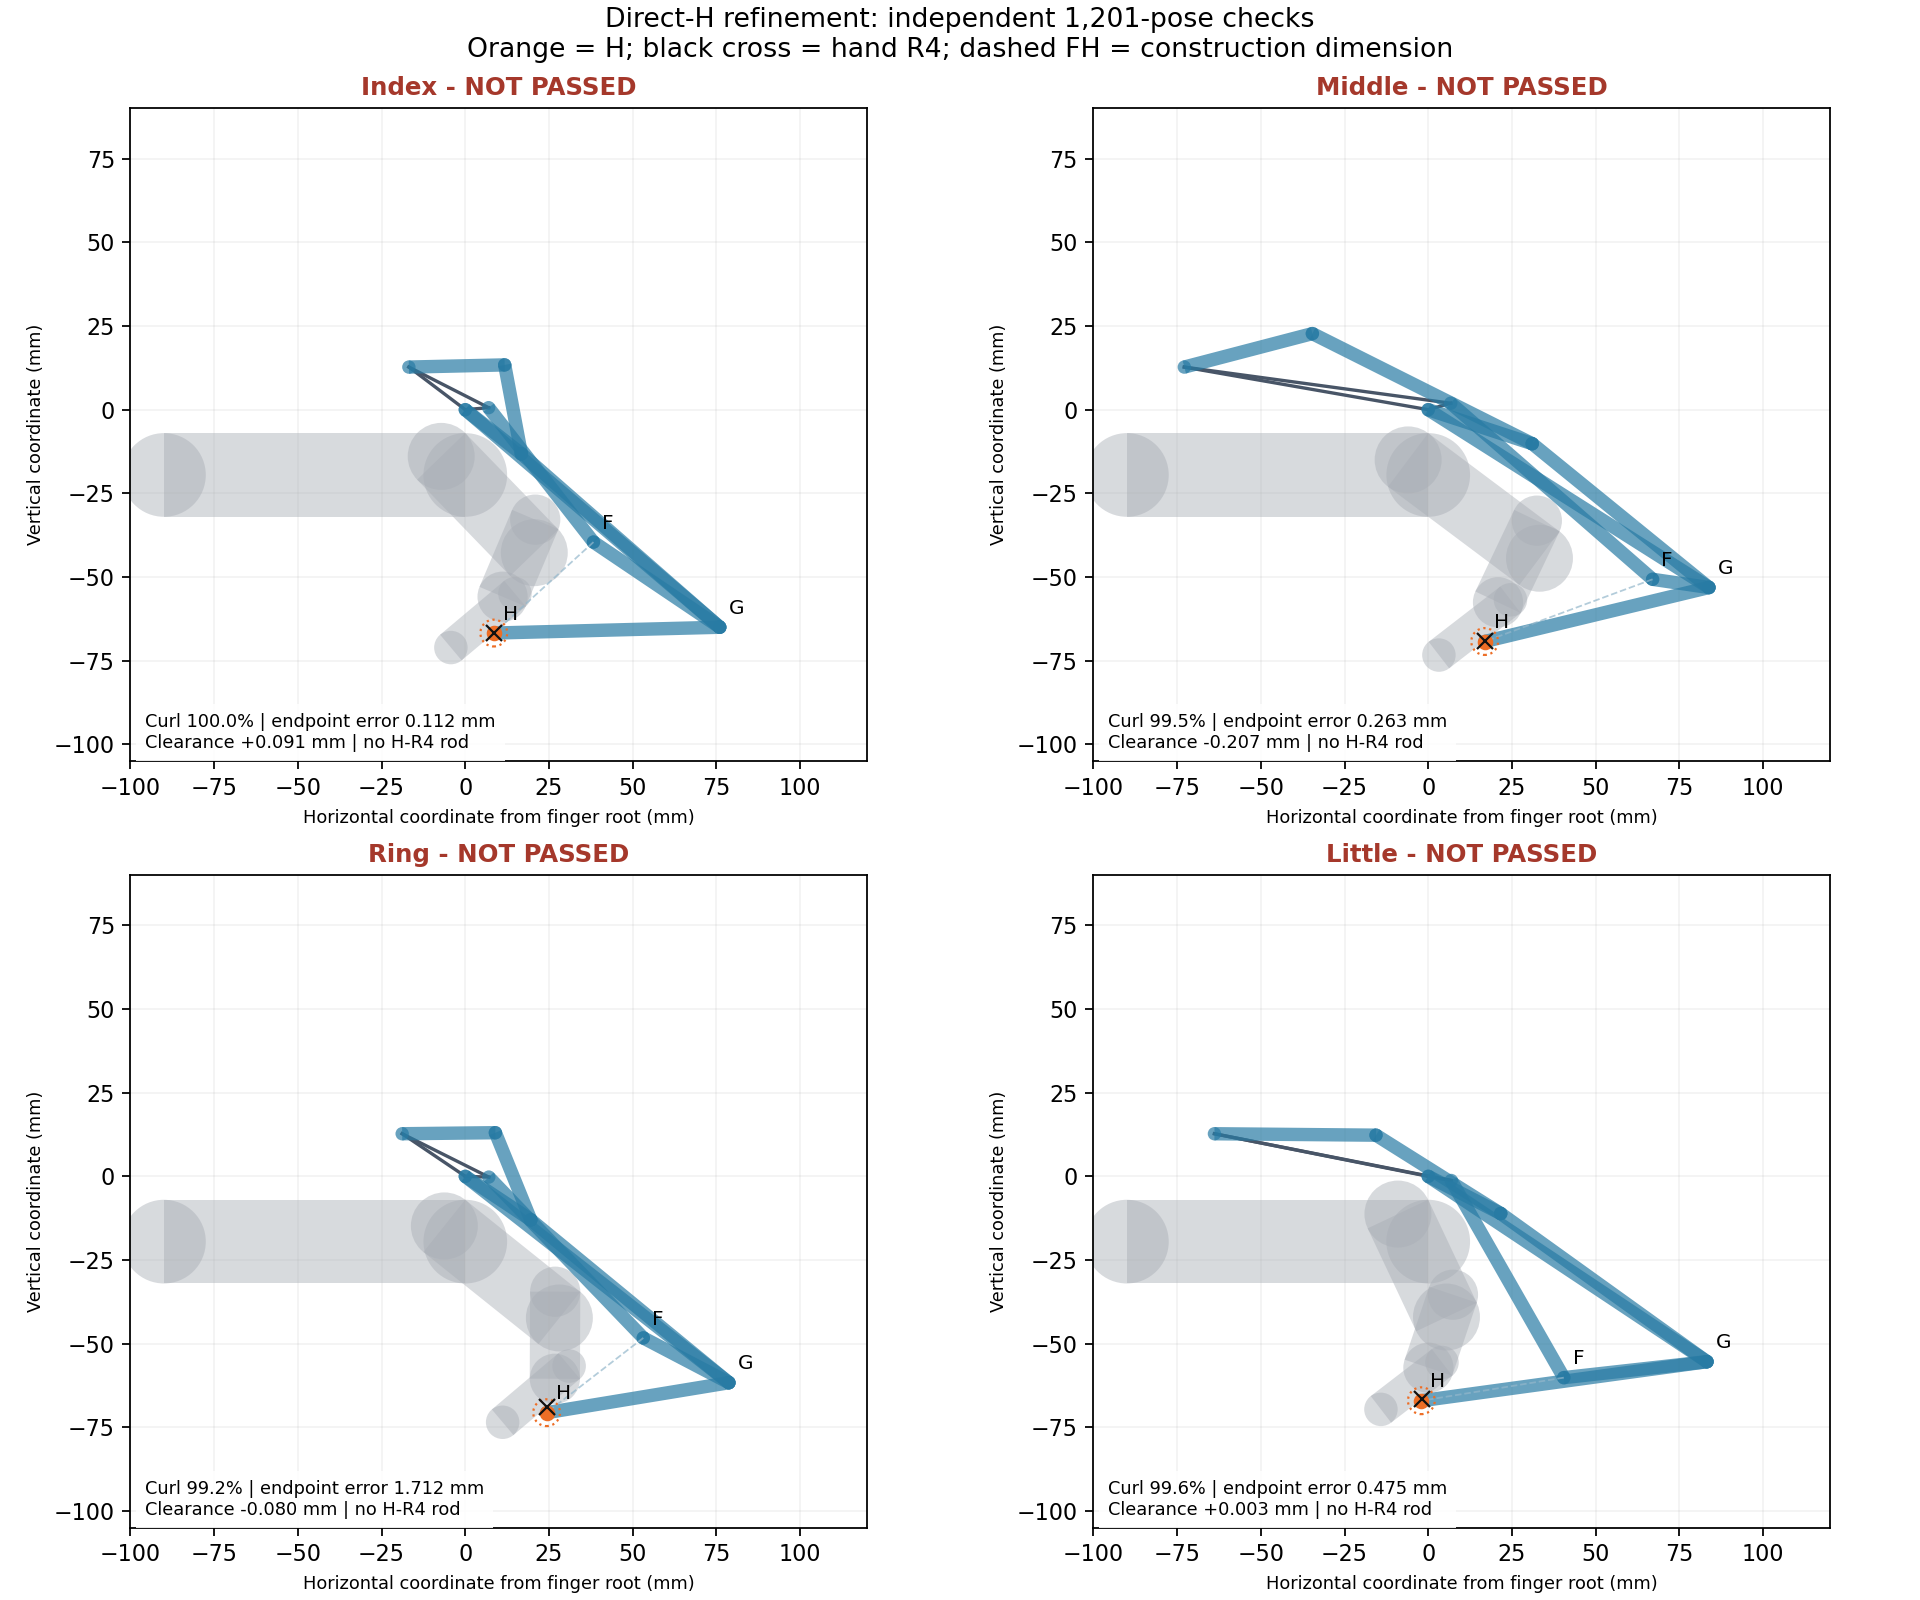 Direct-H refinement: independent 1,201-pose checks
Orange = H; black cross = hand R4; dashed FH = construction dimension
Index - NOT PASSED
75
50
25
0
−25
−50
−75
−100
Vertical coordinate (mm)
F
G
H
Curl 100.0% | endpoint error 0.112 mm
Clearance +0.091 mm | no H-R4 rod
−100 −75 −50 −25 0 25 50 75 100
Horizontal coordinate from finger root (mm)
Middle - NOT PASSED
75
50
25
0
−25
−50
−75
−100
Vertical coordinate (mm)
F
G
H
Curl 99.5% | endpoint error 0.263 mm
Clearance -0.207 mm | no H-R4 rod
−100 −75 −50 −25 0 25 50 75 100
Horizontal coordinate from finger root (mm)
Ring - NOT PASSED
75
50
25
0
−25
−50
−75
−100
Vertical coordinate (mm)
F
G
H
Curl 99.2% | endpoint error 1.712 mm
Clearance -0.080 mm | no H-R4 rod
−100 −75 −50 −25 0 25 50 75 100
Horizontal coordinate from finger root (mm)
Little - NOT PASSED
75
50
25
0
−25
−50
−75
−100
Vertical coordinate (mm)
G
F
H
Curl 99.6% | endpoint error 0.475 mm
Clearance +0.003 mm | no H-R4 rod
−100 −75 −50 −25 0 25 50 75 100
Horizontal coordinate from finger root (mm)